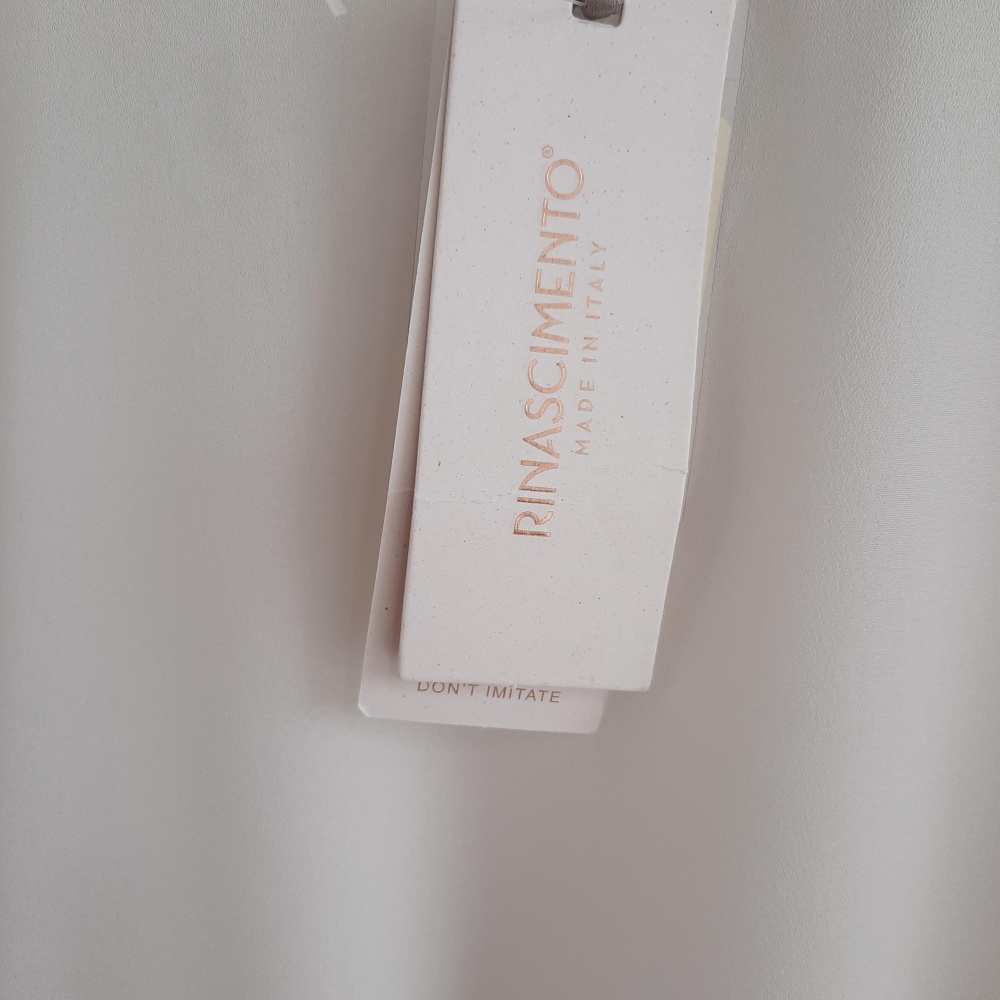 RINASCIMENTO®
MADE IN ITALY
DON'T IMITATE